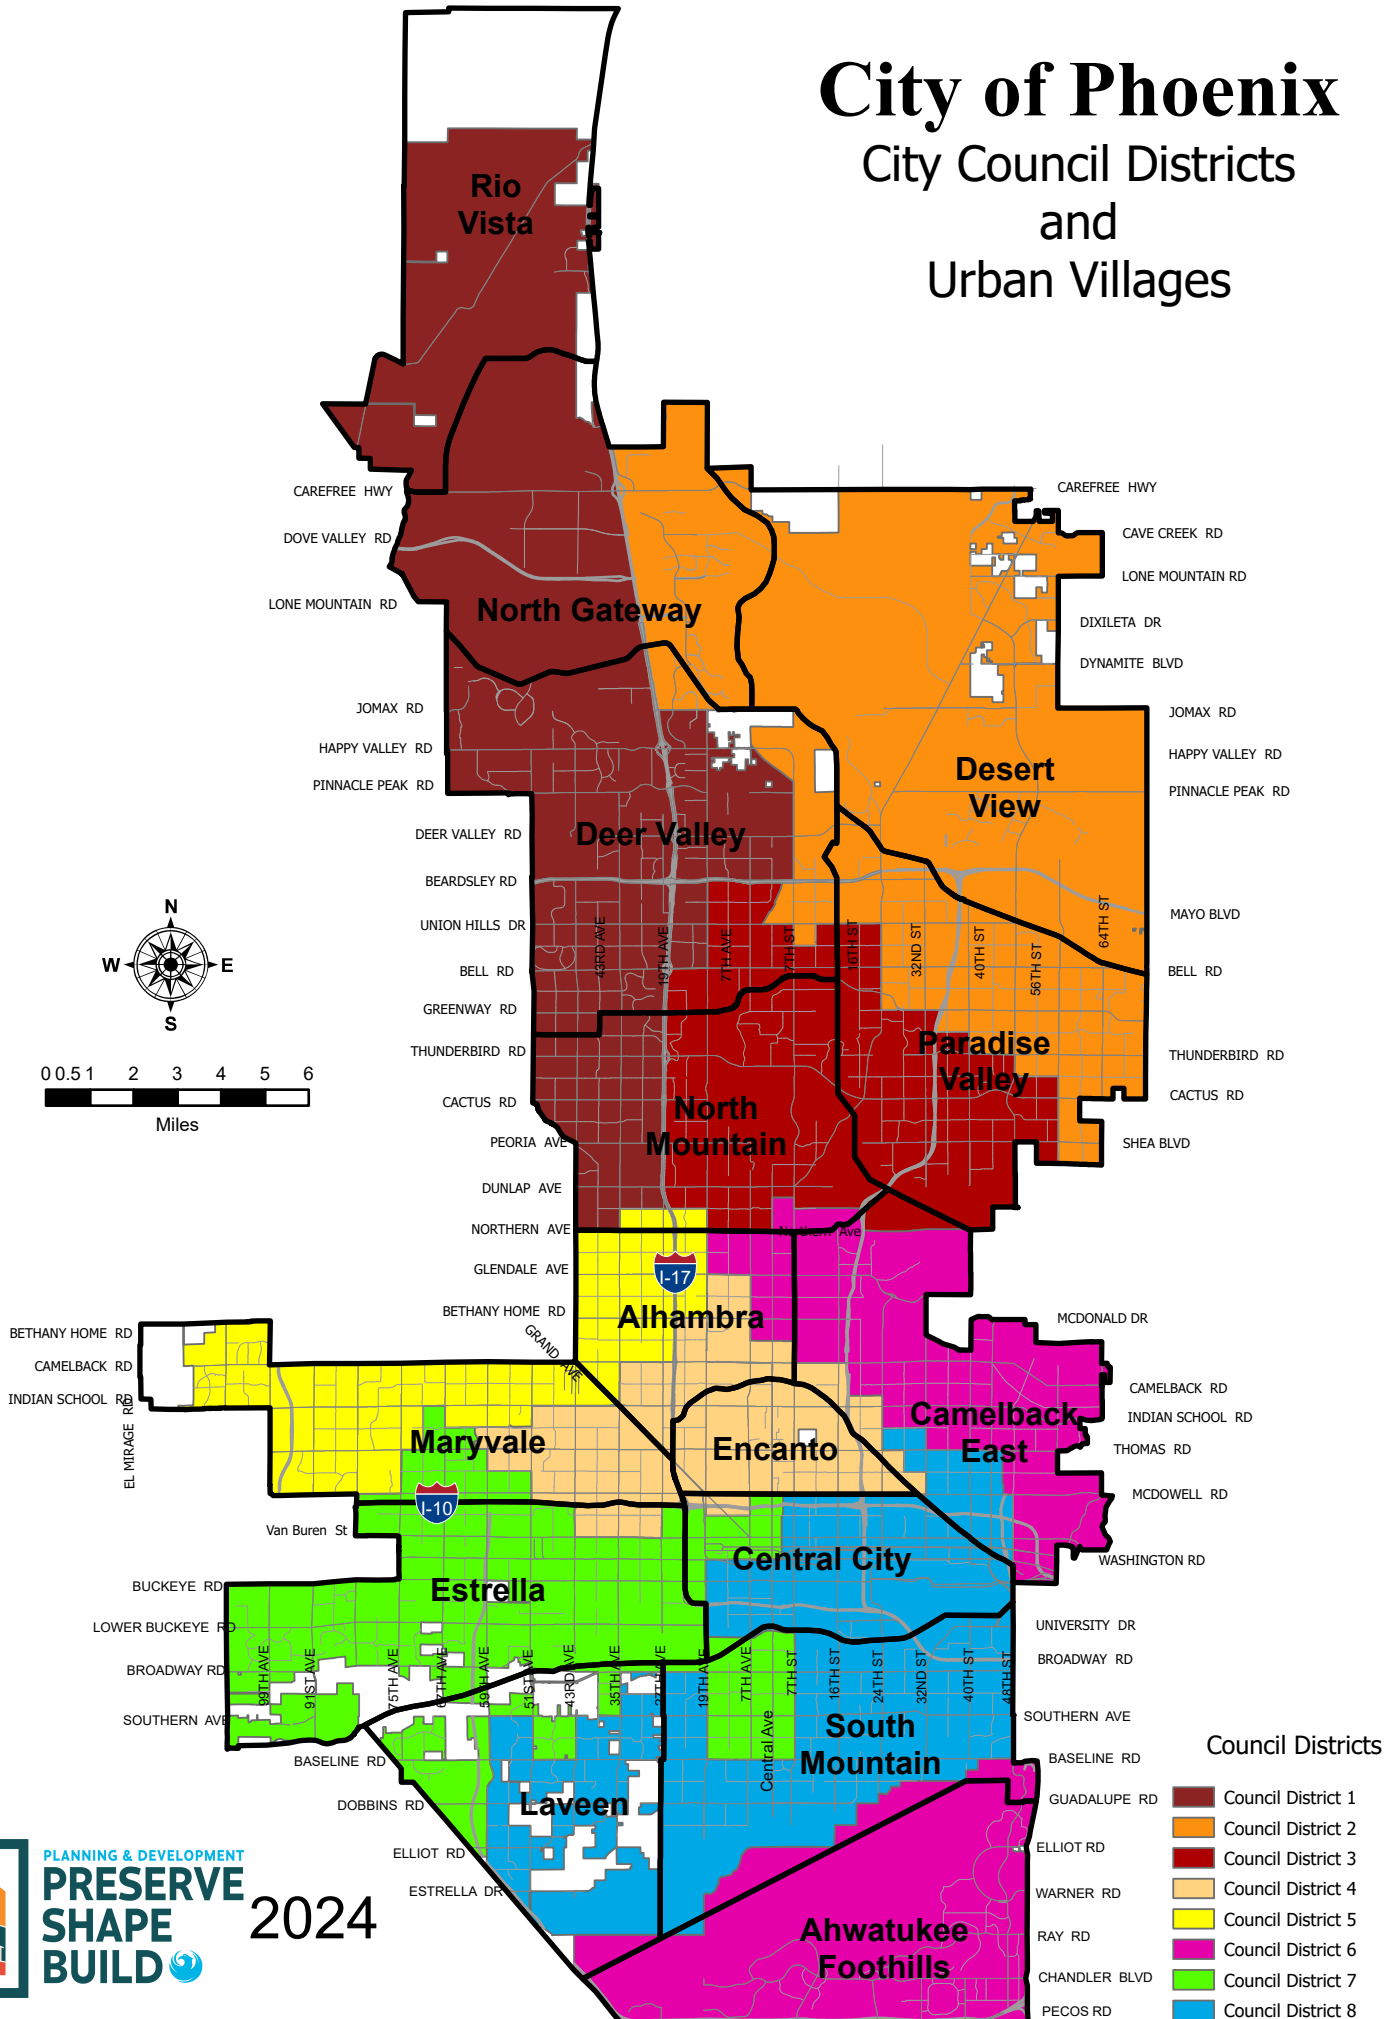 City of Phoenix
City Council Districts
and
Urban Villages
Rio
Vista
CAREFREE HWY
CAREFREE HWY
DOVE VALLEY RD
CAVE CREEK RD
LONE MOUNTAIN RD
LONE MOUNTAIN RD
North Gateway
DIXILETA DR
DYNAMITE BLVD
JOMAX RD
JOMAX RD
HAPPY VALLEY RD
HAPPY VALLEY RD
PINNACLE PEAK RD
PINNACLE PEAK RD
Desert
View
DEER VALLEY RD
Deer Valley
BEARDSLEY RD
UNION HILLS DR
MAYO BLVD
43RD AVE
19TH AVE
7TH AVE
7TH ST
16TH ST
32ND ST
40TH ST
56TH ST
64TH ST
BELL RD
BELL RD
GREENWAY RD
THUNDERBIRD RD
THUNDERBIRD RD
Paradise
Valley
CACTUS RD
CACTUS RD
North
Mountain
PEORIA AVE
SHEA BLVD
DUNLAP AVE
NORTHERN AVE
Northern Ave
N
W
E
S
0 0.5 1 2 3 4 5 6
Miles
GLENDALE AVE
I-17
BETHANY HOME RD
Alhambra
MCDONALD DR
GRAND AVE
BETHANY HOME RD
CAMELBACK RD
INDIAN SCHOOL RD
EL MIRAGE RD
CAMELBACK RD
INDIAN SCHOOL RD
THOMAS RD
MCDOWELL RD
WASHINGTON RD
Camelback
East
Encanto
Maryvale
I-10
Van Buren St
Central City
Estrella
BUCKEYE RD
LOWER BUCKEYE RD
BROADWAY RD
SOUTHERN AVE
UNIVERSITY DR
BROADWAY RD
SOUTHERN AVE
99TH AVE
91ST AVE
75TH AVE
67TH AVE
59TH AVE
51ST AVE
43RD AVE
35TH AVE
27TH AVE
19TH AVE
7TH AVE
Central Ave
7TH ST
16TH ST
24TH ST
32ND ST
40TH ST
48TH ST
South
Mountain
BASELINE RD
BASELINE RD
DOBBINS RD
GUADALUPE RD
Laveen
ELLIOT RD
ELLIOT RD
ESTRELLA DR
WARNER RD
RAY RD
Ahwatukee
Foothills
CHANDLER BLVD
PECOS RD
PLANNING & DEVELOPMENT
PRESERVE
SHAPE
BUILD
2024
Council Districts
Council District 1
Council District 2
Council District 3
Council District 4
Council District 5
Council District 6
Council District 7
Council District 8